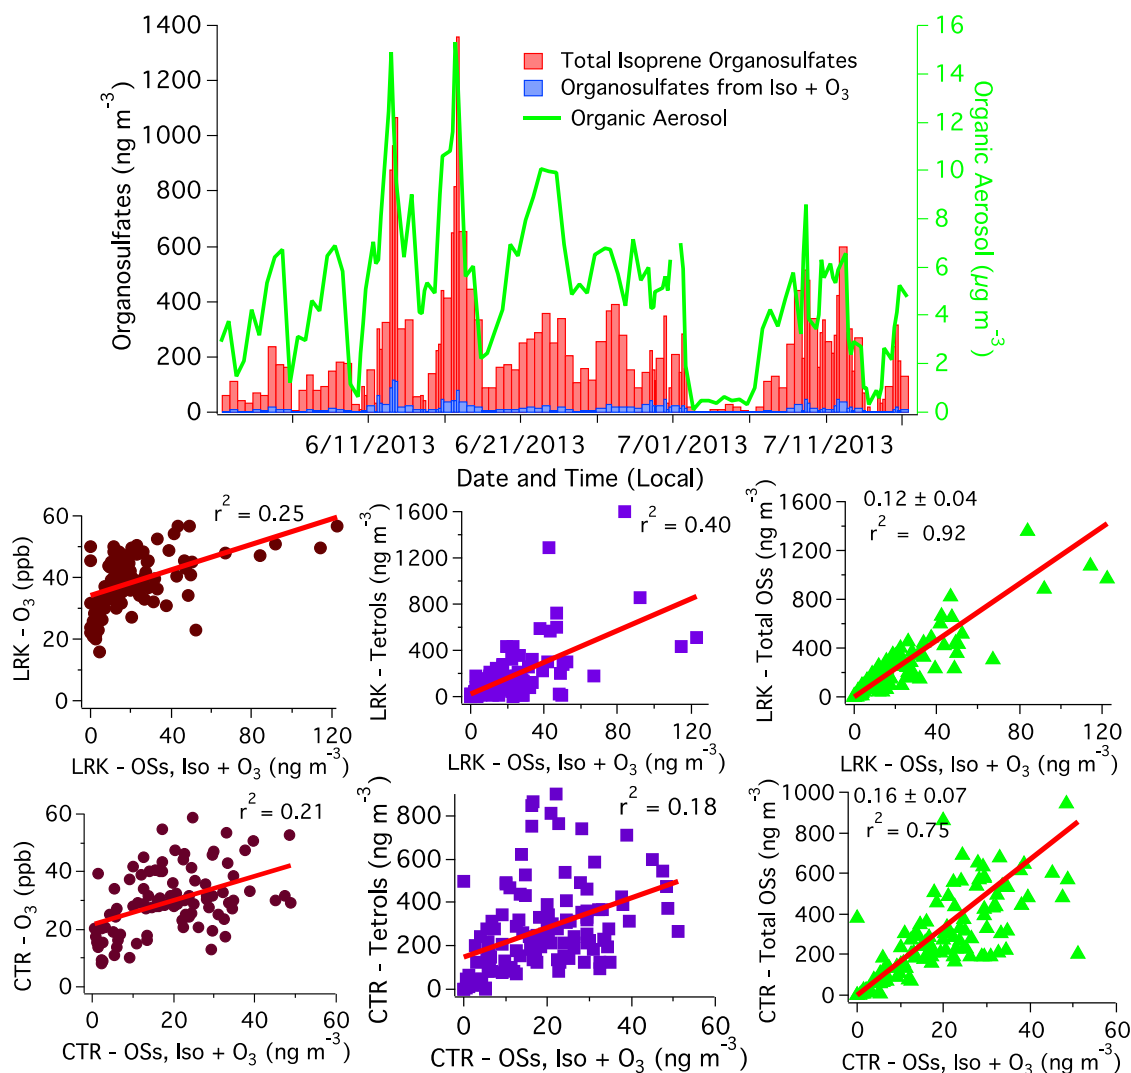 1400
1200
1000
800
600
400
200
0
Organosulfates (ng m⁻³)
Total Isoprene Organosulfates
Organosulfates from Iso + O₃
Organic Aerosol
16
14
12
10
8
6
4
2
0
Organic Aerosol (μg m⁻³)
6/11/2013 6/21/2013 7/01/2013 7/11/2013
Date and Time (Local)
r² = 0.25
60
40
20
0
LRK - O₃ (ppb)
0 40 80 120
LRK - OSs, Iso + O₃ (ng m⁻³)
r² = 0.40
1600
1200
800
400
0
LRK - Tetrols (ng m⁻³)
0 40 80 120
LRK - OSs, Iso + O₃ (ng m⁻³)
0.12 ± 0.04
r² = 0.92
1600
1200
800
400
0
LRK - Total OSs (ng m⁻³)
0 40 80 120
LRK - OSs, Iso + O₃ (ng m⁻³)
r² = 0.21
60
40
20
0
CTR - O₃ (ppb)
0 20 40 60
CTR - OSs, Iso + O₃ (ng m⁻³)
r² = 0.18
800
600
400
200
0
CTR - Tetrols (ng m⁻³)
0 20 40 60
CTR - OSs, Iso + O₃ (ng m⁻³)
0.16 ± 0.07
r² = 0.75
1000
800
600
400
200
0
CTR - Total OSs (ng m⁻³)
0 20 40 60
CTR - OSs, Iso + O₃ (ng m⁻³)